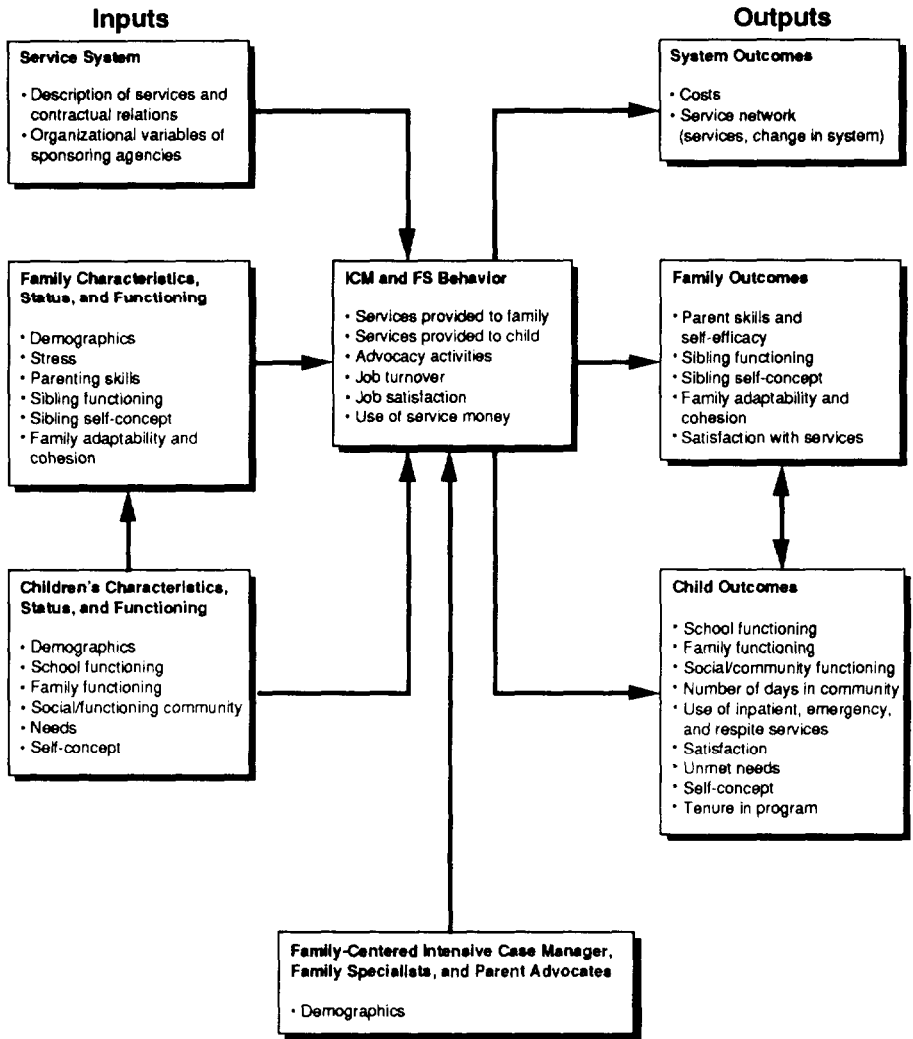 Inputs
Outputs
Service System
• Description of services and
contractual relations
• Organizational variables of
sponsoring agencies
System Outcomes
• Costs
• Service network
(services, change in system)
Family Characteristics,
Status, and Functioning
• Demographics
• Stress
• Parenting skills
• Sibling functioning
• Sibling self-concept
• Family adaptability and
cohesion
ICM and FS Behavior
• Services provided to family
• Services provided to child
• Advocacy activities
• Job turnover
• Job satisfaction
• Use of service money
Family Outcomes
• Parent skills and
self-efficacy
• Sibling functioning
• Sibling self-concept
• Family adaptability and
cohesion
• Satisfaction with services
Children's Characteristics,
Status, and Functioning
• Demographics
• School functioning
• Family functioning
• Social/functioning community
• Needs
• Self-concept
Child Outcomes
• School functioning
• Family functioning
• Social/community functioning
• Number of days in community
• Use of inpatient, emergency,
and respite services
• Satisfaction
• Unmet needs
• Self-concept
• Tenure in program
Family-Centered Intensive Case Manager,
Family Specialists, and Parent Advocates
• Demographics